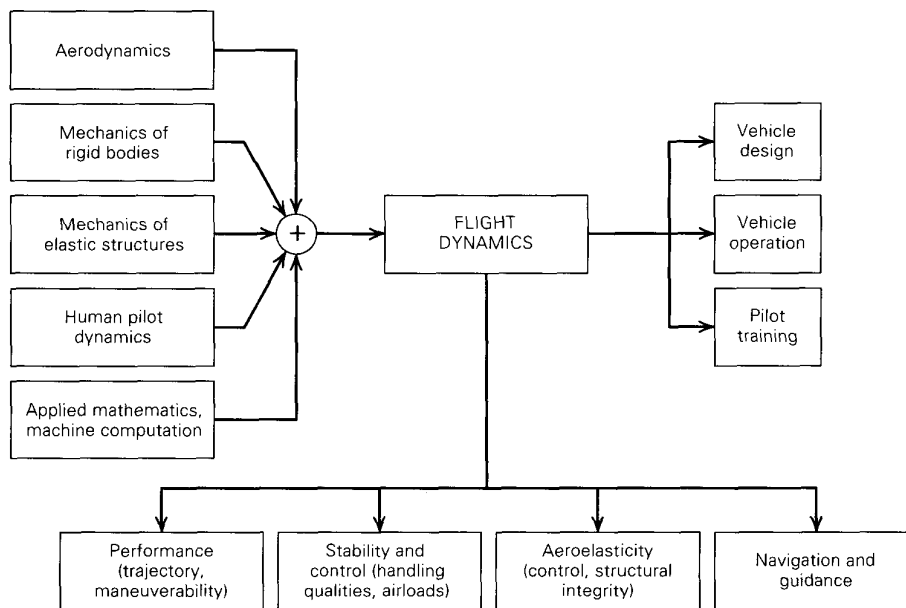 Aerodynamics
Mechanics of
rigid bodies
Mechanics of
elastic structures
Human pilot
dynamics
Applied mathematics,
machine computation
+
FLIGHT
DYNAMICS
Vehicle
design
Vehicle
operation
Pilot
training
Performance
(trajectory,
maneuverability)
Stability and
control (handling
qualities, airloads)
Aeroelasticity
(control, structural
integrity)
Navigation and
guidance